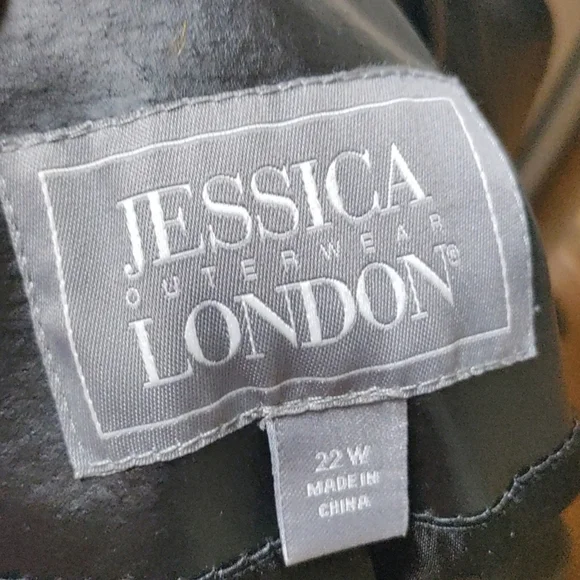 JESSICA
OUTERWEAR
LONDON®
22 W
MADE IN
CHINA